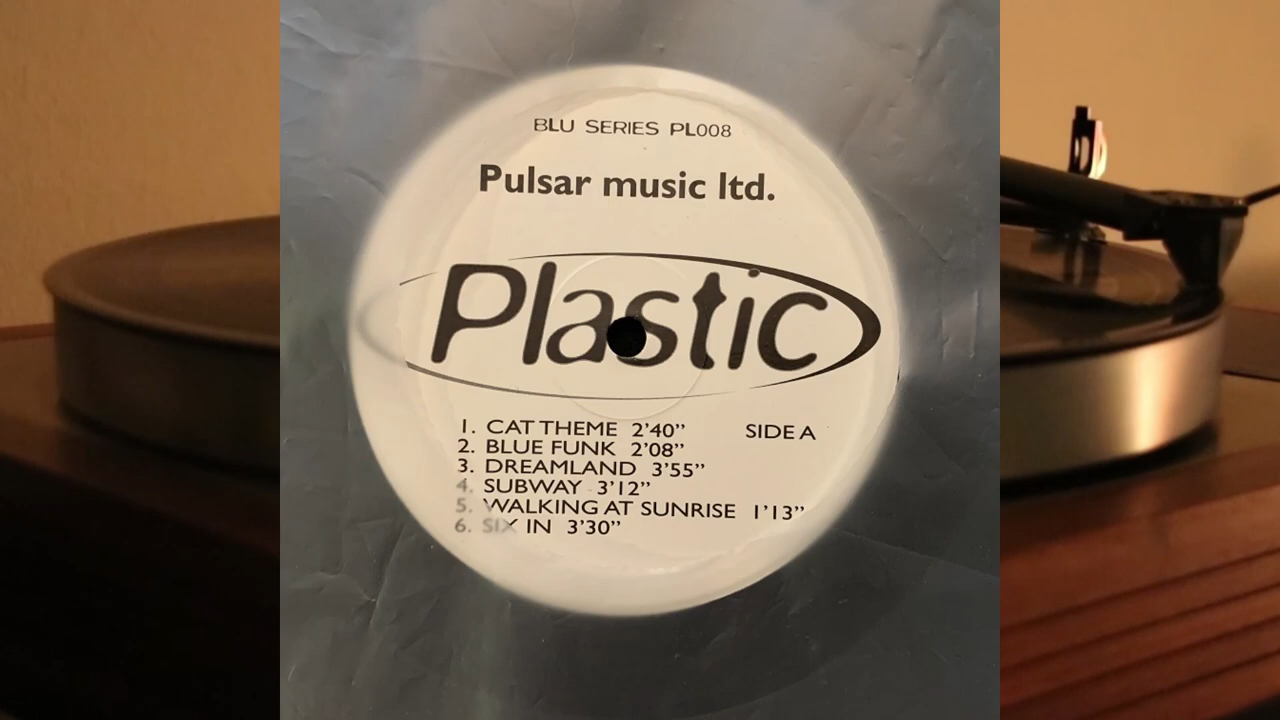 BLU SERIES PL008
Pulsar music ltd.
Plastic
1. CAT THEME 2'40"
SIDE A
2. BLUE FUNK 2'08"
3. DREAMLAND 3'55"
4. SUBWAY 3'12"
5. WALKING AT SUNRISE 1'13"
6. SIX IN 3'30"